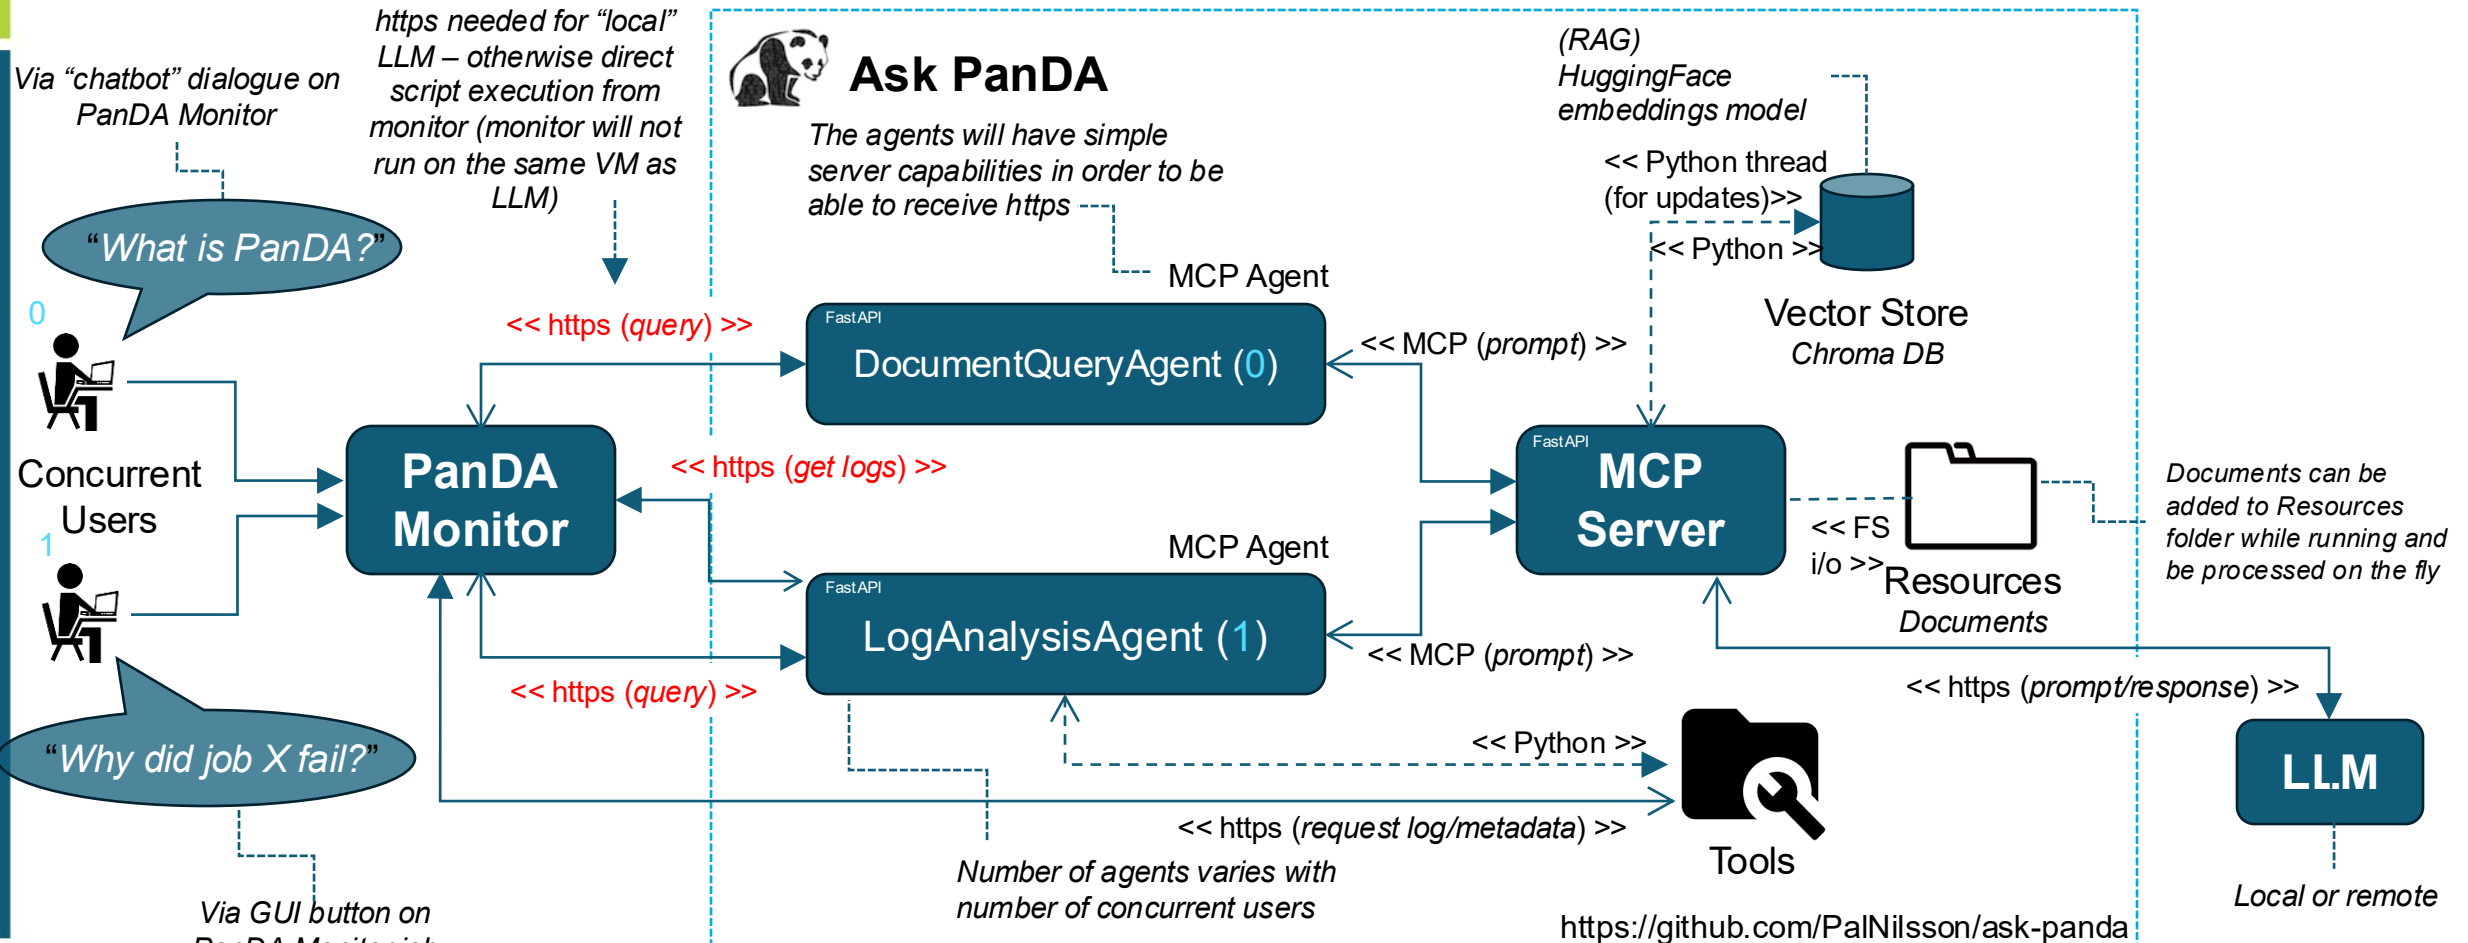 Via “chatbot” dialogue on
PanDA Monitor
https needed for “local”
LLM – otherwise direct
script execution from
monitor (monitor will not
run on the same VM as
LLM)
Ask PanDA
The agents will have simple
server capabilities in order to be
able to receive https
(RAG)
HuggingFace
embeddings model
<< Python thread
(for updates)>>
<< Python >>
Vector Store
Chroma DB
“What is PanDA?”
0
Concurrent
Users
1
“Why did job X fail?”
Via GUI button on
PanDA Monitor job
PanDA
Monitor
<< https (query) >>
<< https (get logs) >>
<< https (query) >>
MCP Agent
FastAPI
DocumentQueryAgent (0)
<< MCP (prompt) >>
MCP Agent
FastAPI
LogAnalysisAgent (1)
<< MCP (prompt) >>
FastAPI
MCP
Server
<< FS
i/o >>
Resources
Documents
Documents can be
added to Resources
folder while running and
be processed on the fly
<< https (prompt/response) >>
LLM
Local or remote
<< Python >>
<< https (request log/metadata) >>
Tools
Number of agents varies with
number of concurrent users
https://github.com/PalNilsson/ask-panda